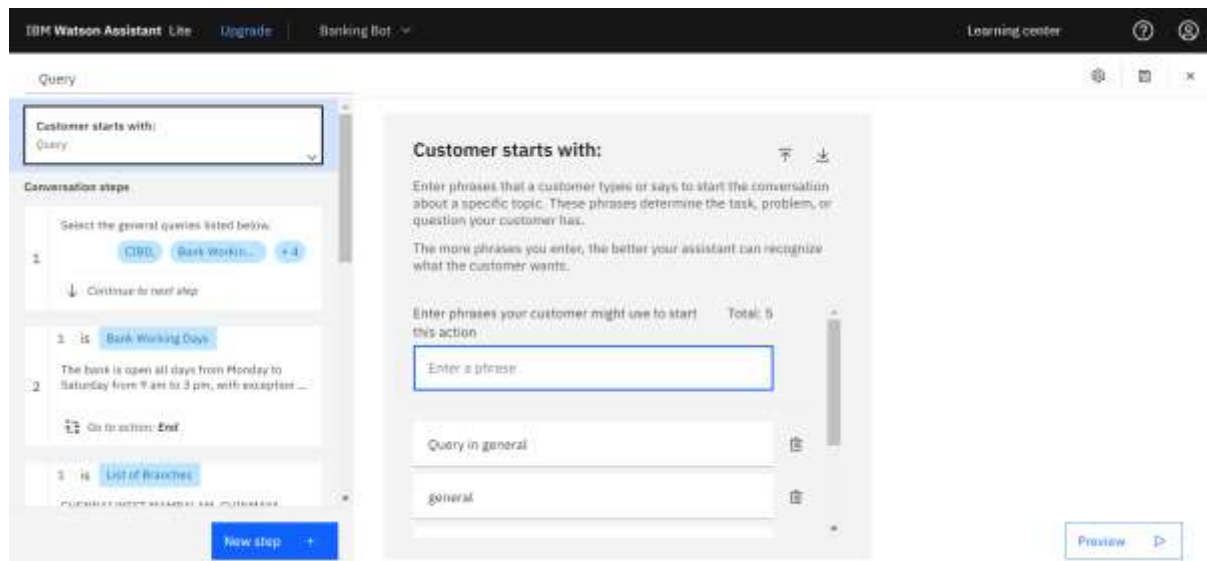 IBM Watson Assistant Lite Upgrade Banking Bot Learning center
Query
Customer starts with:
Query
Conversation steps
1
Select the general queries listed below.
CIBIL Bank Workin... + 4
Continue to next step
2
1 is Bank Working Days
The bank is open all days from Monday to
Saturday from 9 am to 3 pm, with exception ...
Go to action: End
1 is List of Branches
New step +
Customer starts with:
Enter phrases that a customer types or says to start the conversation
about a specific topic. These phrases determine the task, problem, or
question your customer has.
The more phrases you enter, the better your assistant can recognize
what the customer wants.
Enter phrases your customer might use to start
this action
Total: 5
Enter a phrase
Query in general
general
Preview